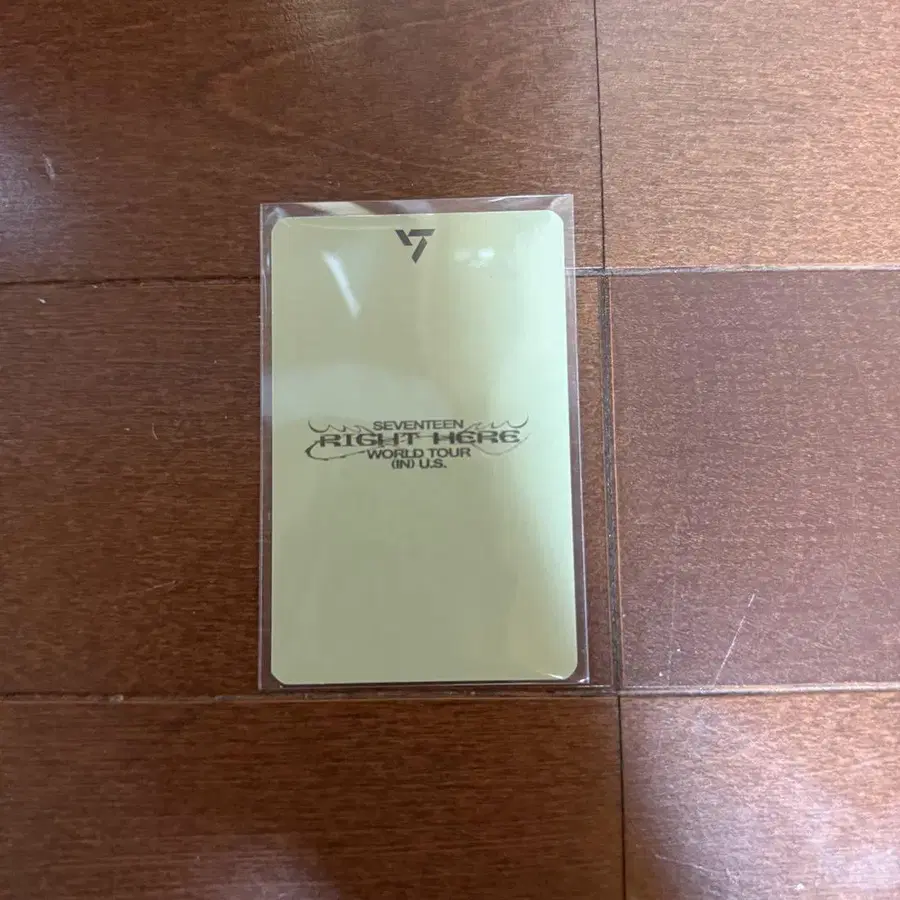 SEVENTEEN
RIGHT HERE
WORLD TOUR
(IN) U.S.